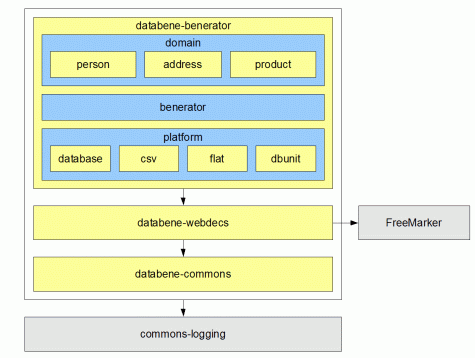 databene-benerator
domain
person address product
benerator
platform
database csv flat dbunit
databene-webdecs
FreeMarker
databene-commons
commons-logging